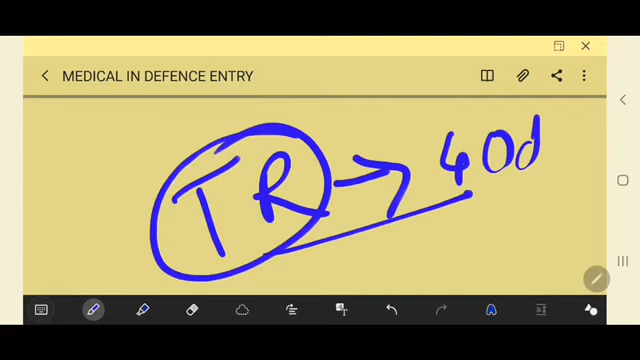 MEDICAL IN DEFENCE ENTRY
TR → 40d